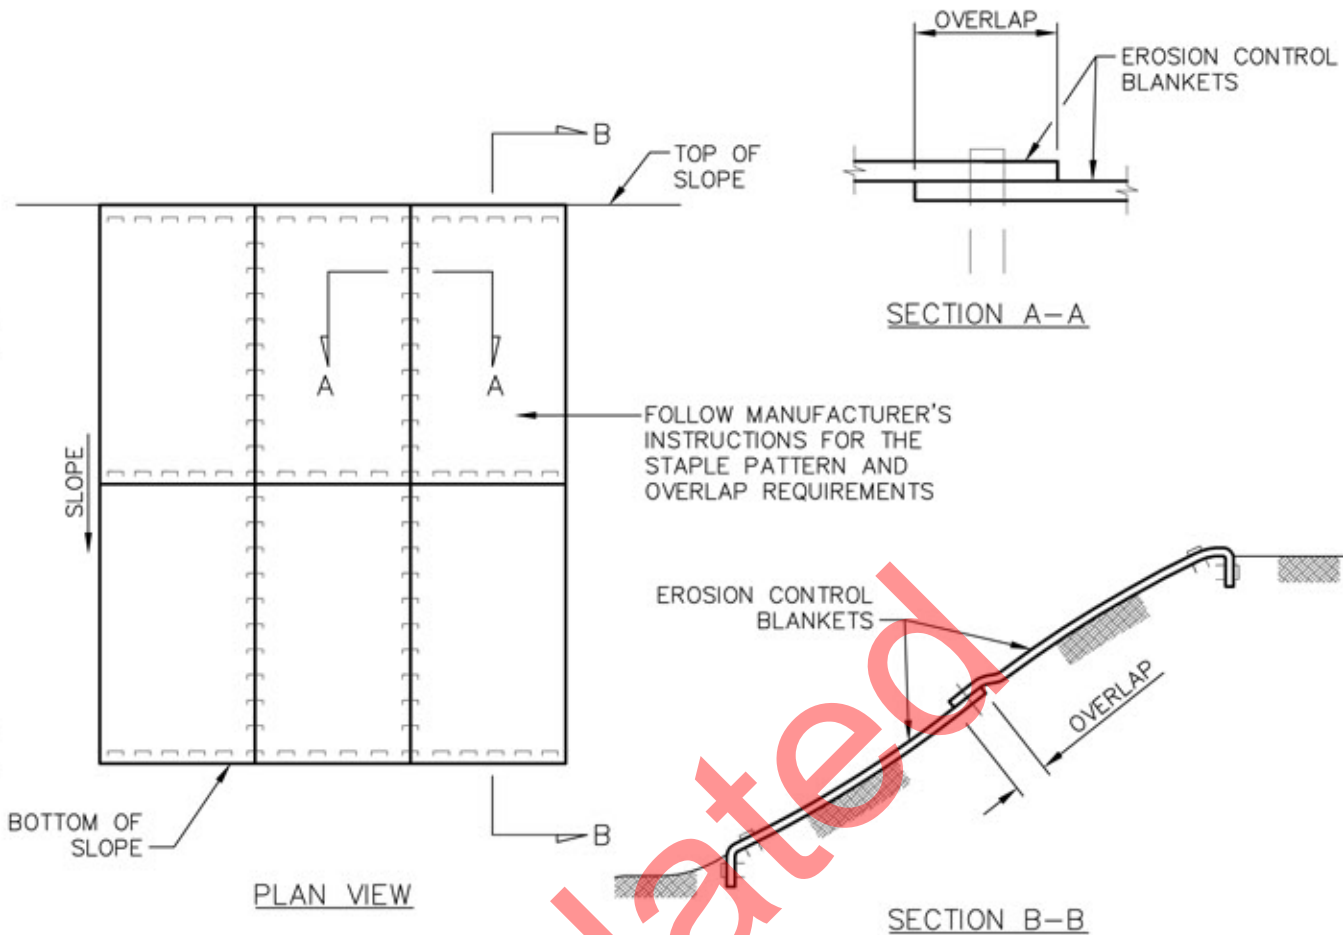 OVERLAP
EROSION CONTROL
BLANKETS
B
TOP OF
SLOPE
SECTION A-A
A
A
FOLLOW MANUFACTURER'S
INSTRUCTIONS FOR THE
STAPLE PATTERN AND
OVERLAP REQUIREMENTS
SLOPE
EROSION CONTROL
BLANKETS
OVERLAP
BOTTOM OF
SLOPE
B
PLAN VIEW
SECTION B-B
lated